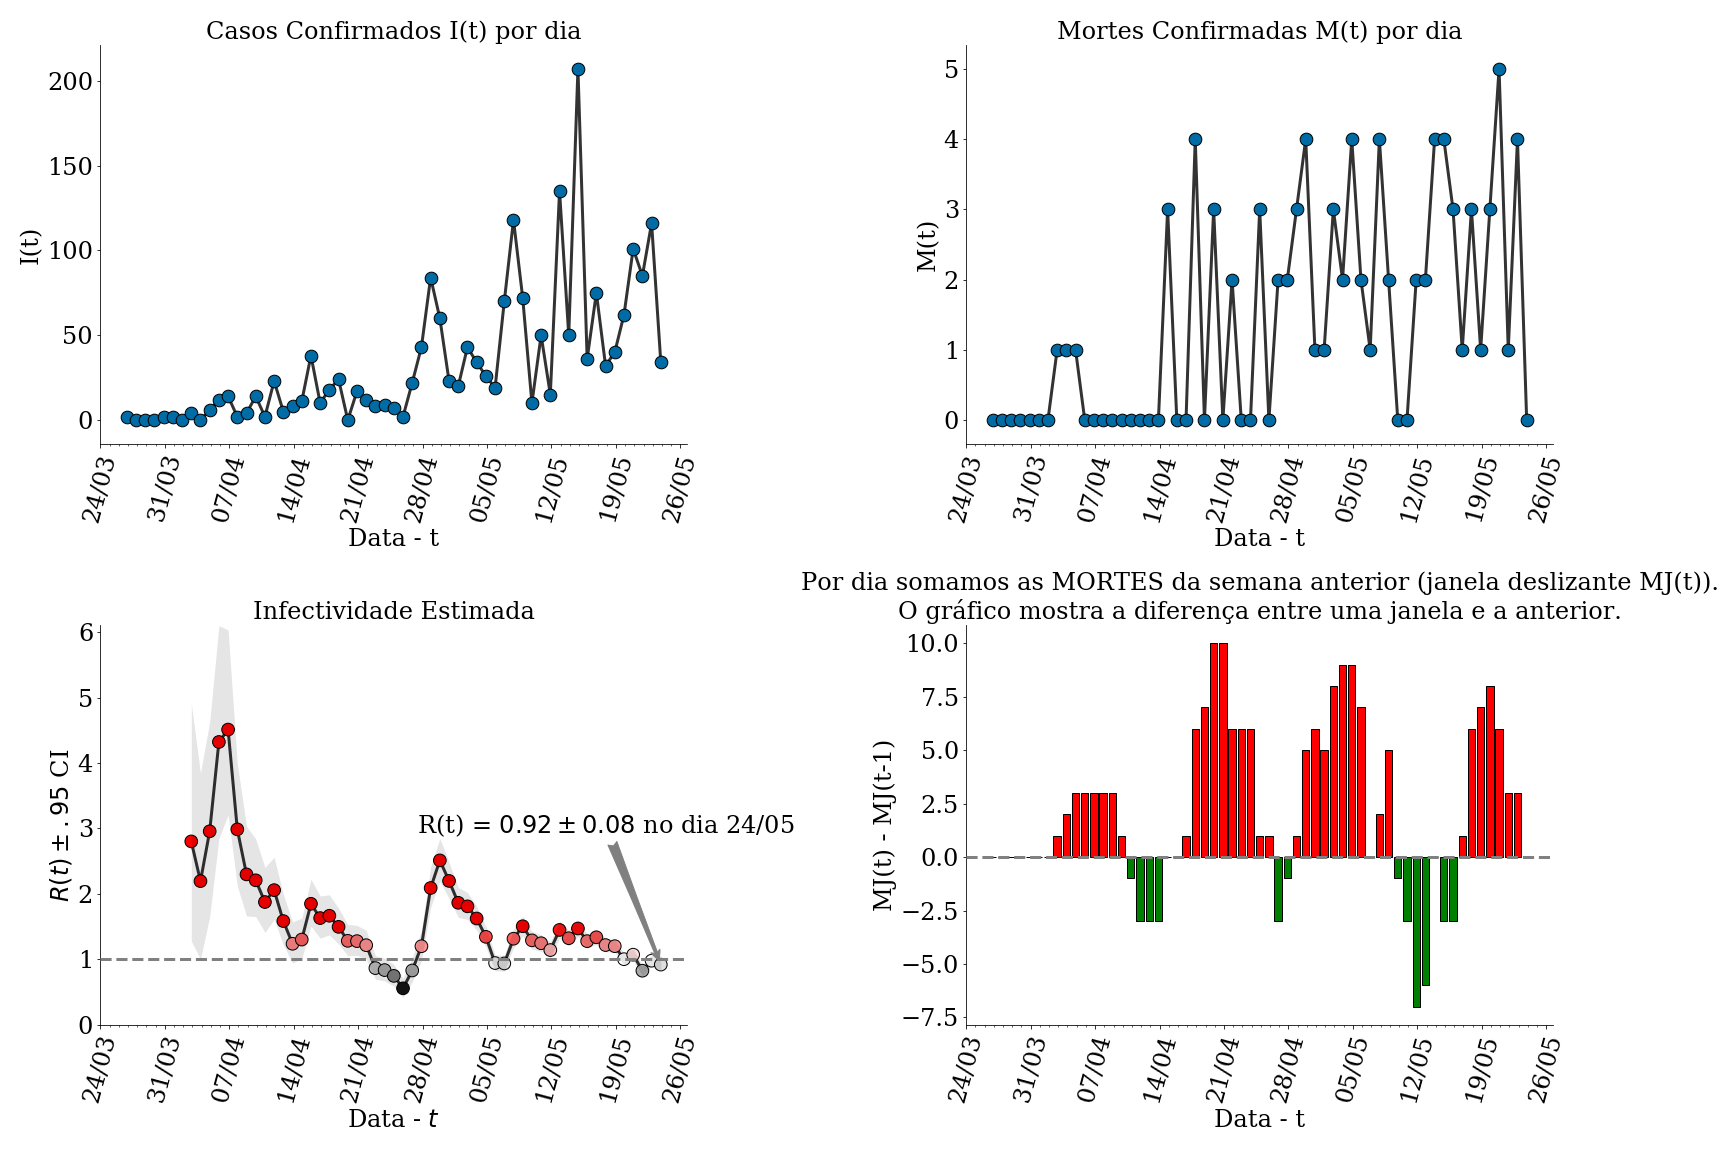 Casos Confirmados I(t) por dia
I(t)
200
150
100
50
0
24/03 31/03 07/04 14/04 21/04 28/04 05/05 12/05 19/05 26/05
Data - t
Mortes Confirmadas M(t) por dia
M(t)
5
4
3
2
1
0
24/03 31/03 07/04 14/04 21/04 28/04 05/05 12/05 19/05 26/05
Data - t
Infectividade Estimada
R(t) ± .95 CI
6
5
4
3
2
1
0
R(t) = 0.92 ± 0.08 no dia 24/05
24/03 31/03 07/04 14/04 21/04 28/04 05/05 12/05 19/05 26/05
Data - t
Por dia somamos as MORTES da semana anterior (janela deslizante MJ(t)).
O gráfico mostra a diferença entre uma janela e a anterior.
MJ(t) - MJ(t-1)
10.0
7.5
5.0
2.5
0.0
−2.5
−5.0
−7.5
24/03 31/03 07/04 14/04 21/04 28/04 05/05 12/05 19/05 26/05
Data - t